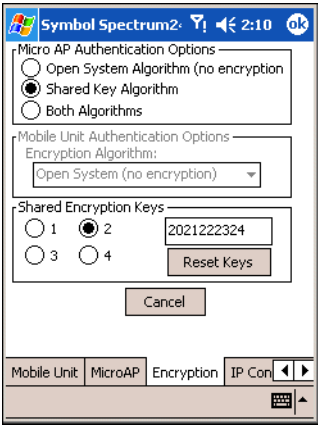 Symbol Spectrum2 2:10 ok
Micro AP Authentication Options
Open System Algorithm (no encryption
Shared Key Algorithm
Both Algorithms
Mobile Unit Authentication Options
Encryption Algorithm:
Open System (no encryption)
Shared Encryption Keys
1 2 2021222324
3 4 Reset Keys
Cancel
Mobile Unit MicroAP Encryption IP Con